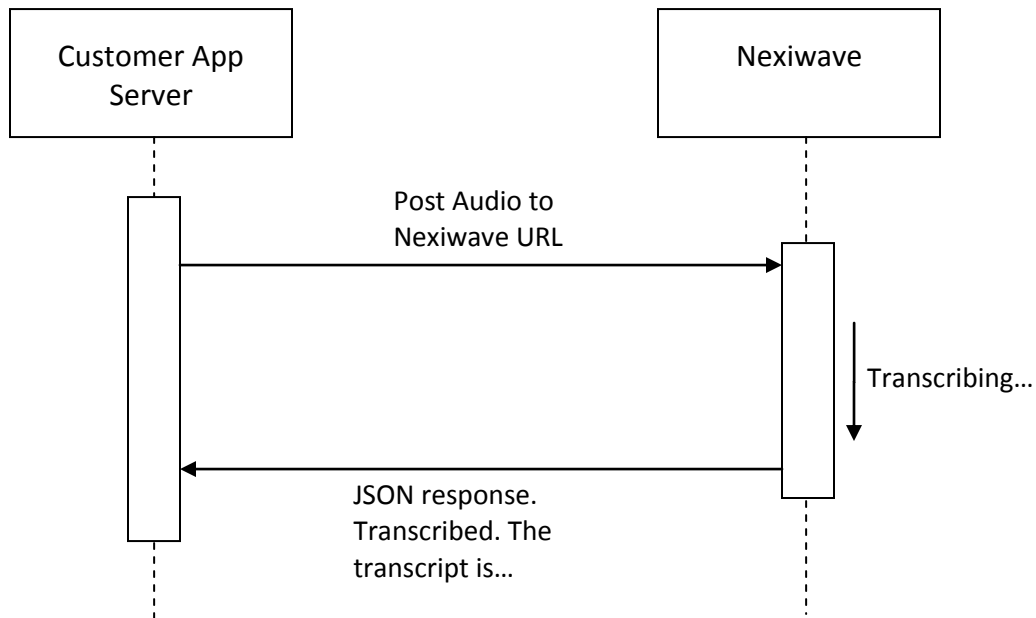 Customer App
Server
Nexiwave
Post Audio to
Nexiwave URL
Transcribing…
JSON response.
Transcribed. The
transcript is…